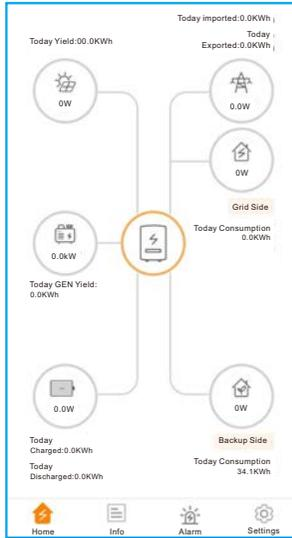 Today imported:0.0KWh
Today Yield:00.0KWh
Today
Exported:0.0KWh
0W
0.0W
0W
Grid Side
Today Consumption
0.0KWh
0.0kW
Today GEN Yield:
0.0KWh
0.0W
0W
Today
Charged:0.0KWh
Today
Discharged:0.0KWh
Backup Side
Today Consumption
34.1KWh
Home
Info
Alarm
Settings